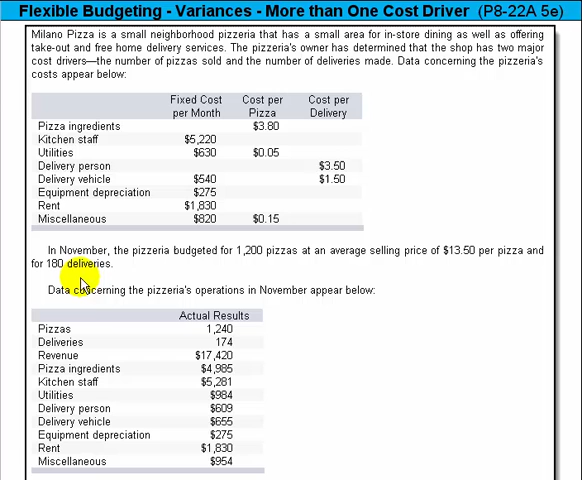 Flexible Budgeting - Variances - More than One Cost Driver (P8-22A 5e)
Milano Pizza is a small neighborhood pizzeria that has a small area for in-store dining as well as offering
take-out and free home delivery services. The pizzeria's owner has determined that the shop has two major
cost drivers—the number of pizzas sold and the number of deliveries made. Data concerning the pizzeria's
costs appear below:
Fixed Cost Cost per Cost per
per Month Pizza Delivery
Pizza ingredients $3.80
Kitchen staff $5,220
Utilities $630 $0.05
Delivery person $3.50
Delivery vehicle $540 $1.50
Equipment depreciation $275
Rent $1,830
Miscellaneous $820 $0.15
In November, the pizzeria budgeted for 1,200 pizzas at an average selling price of $13.50 per pizza and
for 180 deliveries.
Data concerning the pizzeria's operations in November appear below:
Actual Results
Pizzas 1,240
Deliveries 174
Revenue $17,420
Pizza ingredients $4,985
Kitchen staff $5,281
Utilities $984
Delivery person $609
Delivery vehicle $655
Equipment depreciation $275
Rent $1,830
Miscellaneous $954